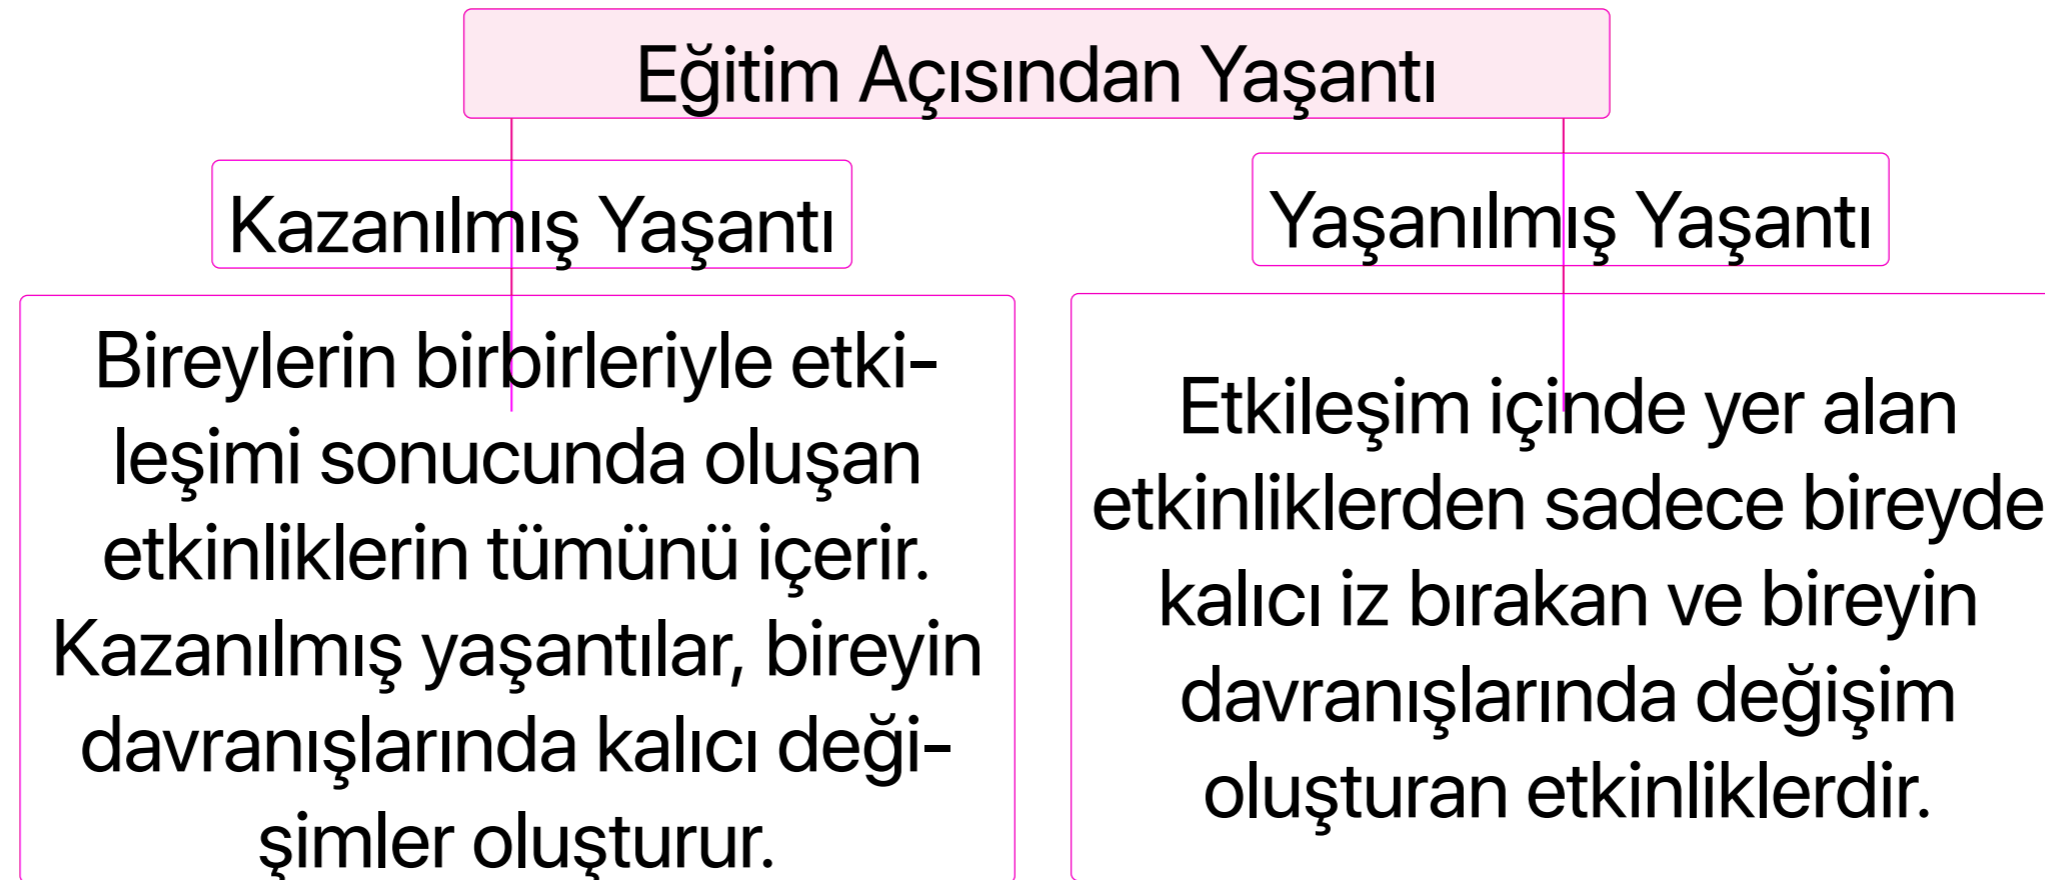 Eğitim Açısından Yaşantı
Kazanılmış Yaşantı
Bireylerin birbirleriyle etki-
leşimi sonucunda oluşan
etkinliklerin tümünü içerir.
Kazanılmış yaşantılar, bireyin
davranışlarında kalıcı deği-
şimler oluşturur.
Yaşanılmış Yaşantı
Etkileşim içinde yer alan
etkinliklerden sadece bireyde
kalıcı iz bırakan ve bireyin
davranışlarında değişim
oluşturan etkinliklerdir.